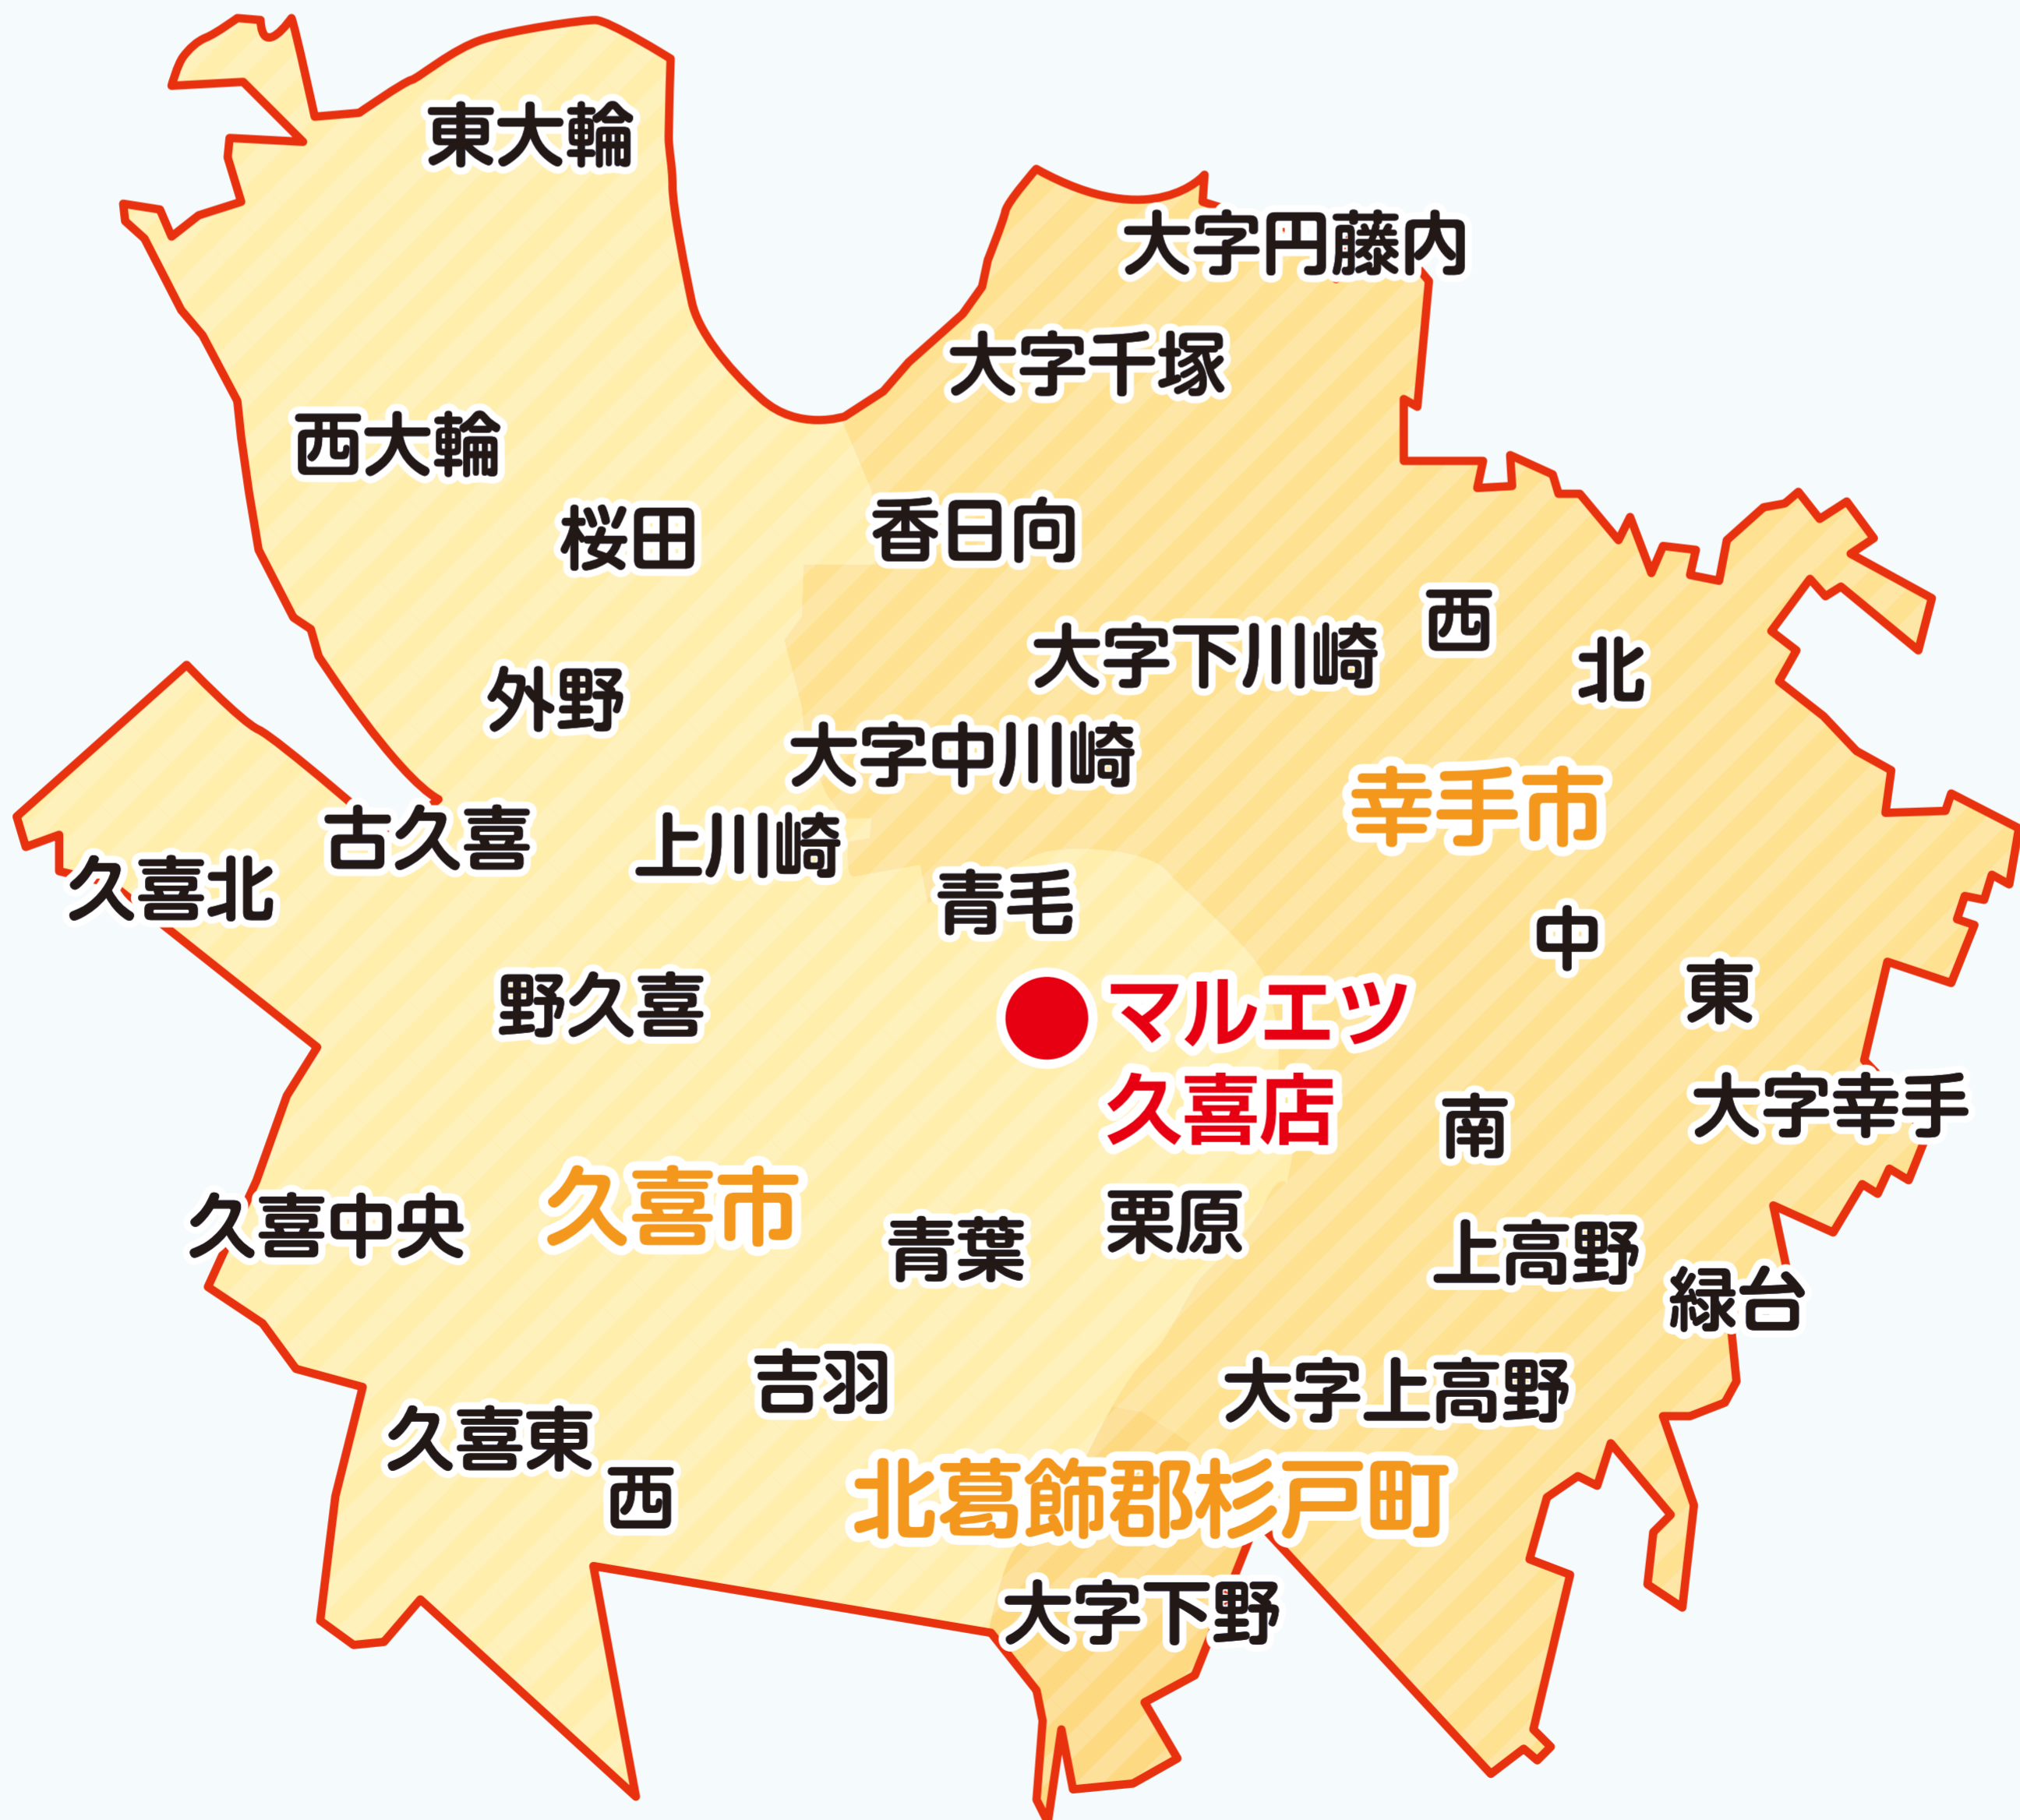 東大輪
大字円藤内
大字千塚
西大輪
桜田
香日向
西
大字下川崎
北
外野
大字中川崎
幸手市
古久喜
上川崎
久喜北
青毛
中
野久喜
東
マルエツ
久喜店
大字幸手
南
久喜中央
久喜市
栗原
青葉
上高野
緑台
吉羽
大字上高野
久喜東
西
北葛飾郡杉戸町
大字下野